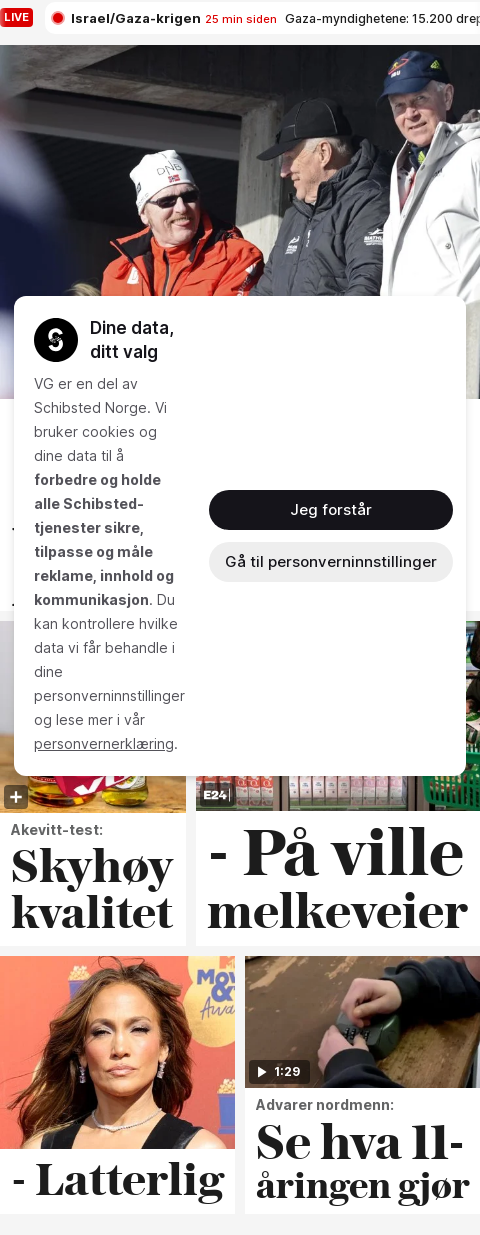 LIVE
Israel/Gaza-krigen 25 min siden Gaza-myndighetene: 15.200 drep
DNB
Dine data,
ditt valg
VG er en del av
Schibsted Norge. Vi
bruker cookies og
dine data til å
forbedre og holde
alle Schibsted-
tjenester sikre,
tilpasse og måle
reklame, innhold og
kommunikasjon. Du
kan kontrollere hvilke
data vi får behandle i
dine
personverninnstillinger
og lese mer i vår
personvernerklæring.
Jeg forstår
Gå til personverninnstillinger
E24
Akevitt-test:
Skyhøy
kvalitet
- På ville
melkeveier
- Latterlig
1:29
Advarer nordmenn:
Se hva 11-
åringen gjør